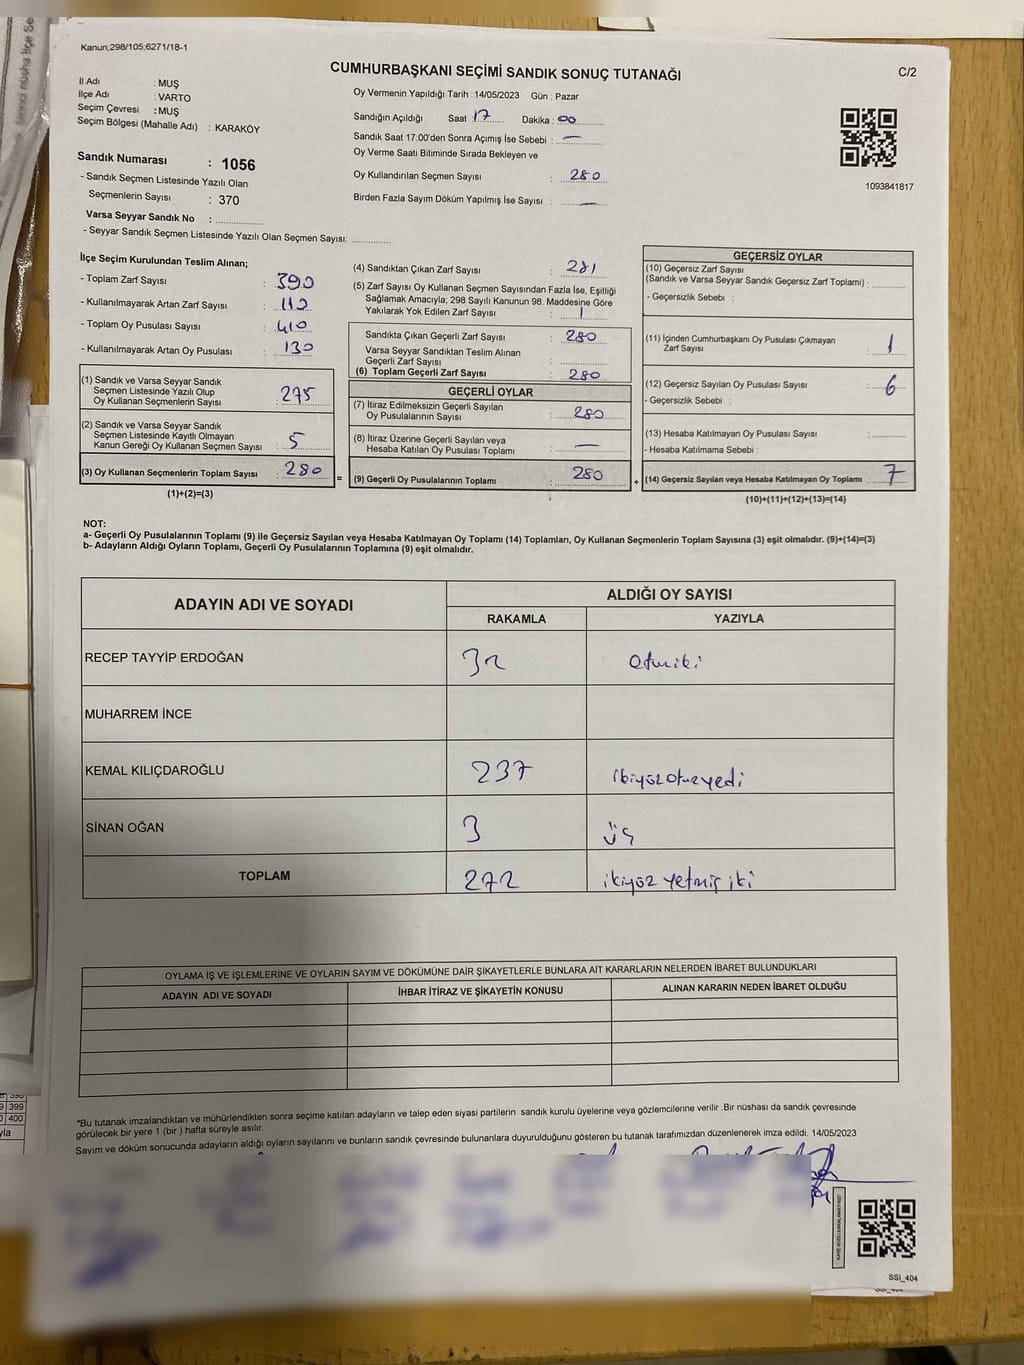 Kanun;298/105;6271/18-1
CUMHURBAŞKANI SEÇİMİ SANDIK SONUÇ TUTANAĞI
C/2
İl Adı : MUŞ
İlçe Adı : VARTO
Seçim Çevresi : MUŞ
Seçim Bölgesi (Mahalle Adı) : KARAKÖY
Sandık Numarası : 1056
- Sandık Seçmen Listesinde Yazılı Olan
Seçmenlerin Sayısı : 370
Varsa Seyyar Sandık No :
- Seyyar Sandık Seçmen Listesinde Yazılı Olan Seçmen Sayısı:
Oy Vermenin Yapıldığı Tarih : 14/05/2023 Gün : Pazar
Sandığın Açıldığı Saat 17 Dakika : 00
Sandık Saat 17:00'den Sonra Açımış İse Sebebi : —
Oy Verme Saati Bitiminde Sırada Bekleyen ve
Oy Kullandırılan Seçmen Sayısı : 280
Birden Fazla Sayım Döküm Yapılmış İse Sayısı : —
1093841817
İlçe Seçim Kurulundan Teslim Alınan;
- Toplam Zarf Sayısı : 390
- Kullanılmayarak Artan Zarf Sayısı : 110
- Toplam Oy Pusulası Sayısı : 410
- Kullanılmayarak Artan Oy Pusulası : 130
(1) Sandık ve Varsa Seyyar Sandık
Seçmen Listesinde Yazılı Olup
Oy Kullanan Seçmenlerin Sayısı : 275
(2) Sandık ve Varsa Seyyar Sandık
Seçmen Listesinde Kayıtlı Olmayan
Kanun Gereği Oy Kullanan Seçmen Sayısı : 5
(3) Oy Kullanan Seçmenlerin Toplam Sayısı : 280 =
(1)+(2)=(3)
(4) Sandıktan Çıkan Zarf Sayısı : 281
(5) Zarf Sayısı Oy Kullanan Seçmen Sayısından Fazla İse, Eşitliği
Sağlamak Amacıyla; 298 Sayılı Kanunun 98. Maddesine Göre
Yakılarak Yok Edilen Zarf Sayısı : 1
Sandıkta Çıkan Geçerli Zarf Sayısı : 280
Varsa Seyyar Sandıktan Teslim Alınan
Geçerli Zarf Sayısı :
(6) Toplam Geçerli Zarf Sayısı : 280
GEÇERLİ OYLAR
(7) İtiraz Edilmeksizin Geçerli Sayılan
Oy Pusulalarının Sayısı : 280
(8) İtiraz Üzerine Geçerli Sayılan veya
Hesaba Katılan Oy Pusulası Toplamı : —
(9) Geçerli Oy Pusulalarının Toplamı : 280 +
GEÇERSİZ OYLAR
(10) Geçersiz Zarf Sayısı
(Sandık ve Varsa Seyyar Sandık Geçersiz Zarf Toplamı) :
- Geçersizlik Sebebi :
(11) İçinden Cumhurbaşkanı Oy Pusulası Çıkmayan
Zarf Sayısı : 1
(12) Geçersiz Sayılan Oy Pusulası Sayısı : 6
- Geçersizlik Sebebi :
(13) Hesaba Katılmayan Oy Pusulası Sayısı :
- Hesaba Katılmama Sebebi :
(14) Geçersiz Sayılan veya Hesaba Katılmayan Oy Toplamı : 7
(10)+(11)+(12)+(13)=(14)
NOT:
a- Geçerli Oy Pusulalarının Toplamı (9) ile Geçersiz Sayılan veya Hesaba Katılmayan Oy Toplamı (14) Toplamları, Oy Kullanan Seçmenlerin Toplam Sayısına (3) eşit olmalıdır. (9)+(14)=(3)
b- Adayların Aldığı Oyların Toplamı, Geçerli Oy Pusulalarının Toplamına (9) eşit olmalıdır.
ADAYIN ADI VE SOYADI
ALDIĞI OY SAYISI
RAKAMLA YAZIYLA
RECEP TAYYİP ERDOĞAN 32 otuziki
MUHARREM İNCE
KEMAL KILIÇDAROĞLU 237 ikiyüzotuzyedi
SİNAN OĞAN 3 üç
TOPLAM 272 ikiyüz yetmiş iki
OYLAMA İŞ VE İŞLEMLERİNE VE OYLARIN SAYIM VE DÖKÜMÜNE DAİR ŞİKAYETLERLE BUNLARA AİT KARARLARIN NELERDEN İBARET BULUNDUKLARI
ADAYIN ADI VE SOYADI İHBAR İTİRAZ VE ŞİKAYETİN KONUSU ALINAN KARARIN NEDEN İBARET OLDUĞU
*Bu tutanak imzalandıktan ve mühürlendikten sonra seçime katılan adayların ve talep eden siyasi partilerin sandık kurulu üyelerine veya gözlemcilerine verilir .Bir nüshası da sandık çevresinde
görülecek bir yere 1 (bir ) hafta süreyle asılır.
Sayım ve döküm sonucunda adayların aldığı oyların sayılarını ve bunların sandık çevresinde bulunanlara duyurulduğunu gösteren bu tutanak tarafımızdan düzenlenerek imza edildi. 14/05/2023
SSI_404
399
400